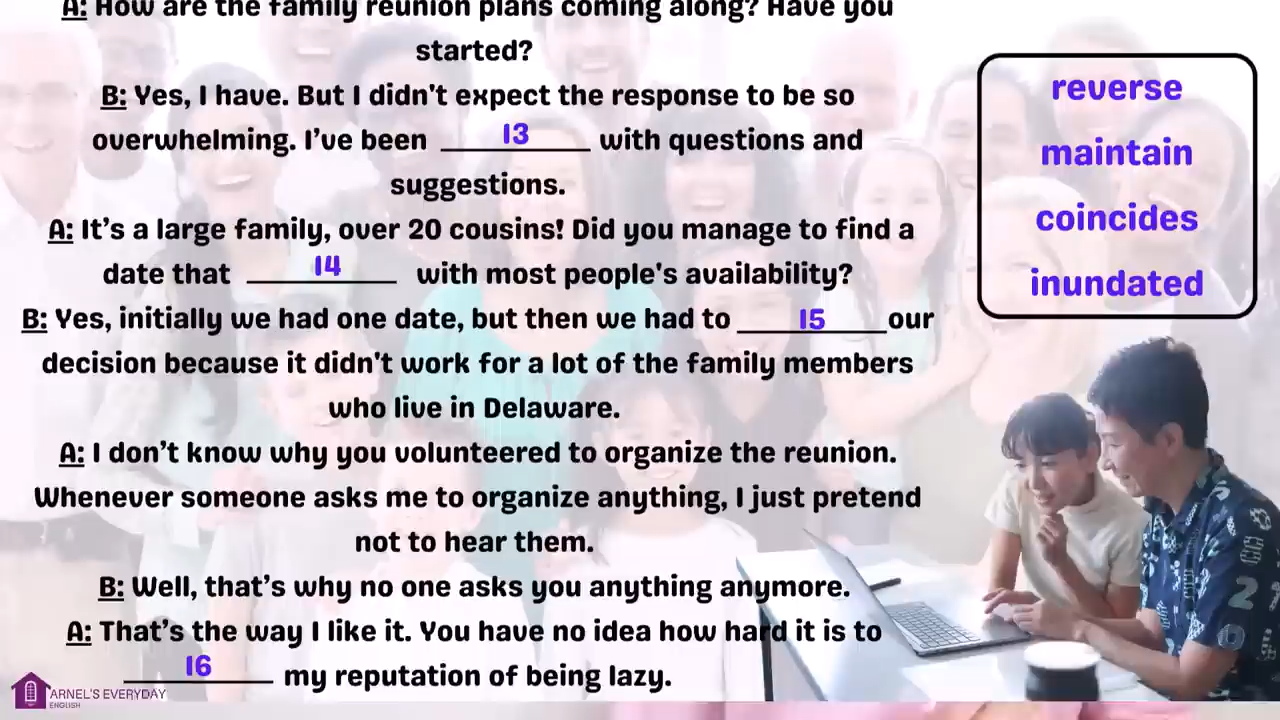 A: How are the family reunion plans coming along? Have you
started?
B: Yes, I have. But I didn't expect the response to be so
overwhelming. I've been 13 with questions and
suggestions.
A: It's a large family, over 20 cousins! Did you manage to find a
date that 14 with most people's availability?
B: Yes, initially we had one date, but then we had to 15 our
decision because it didn't work for a lot of the family members
who live in Delaware.
A: I don't know why you volunteered to organize the reunion.
Whenever someone asks me to organize anything, I just pretend
not to hear them.
B: Well, that's why no one asks you anything anymore.
A: That's the way I like it. You have no idea how hard it is to
16 my reputation of being lazy.
reverse
maintain
coincides
inundated
ARNEL'S EVERYDAY
ENGLISH